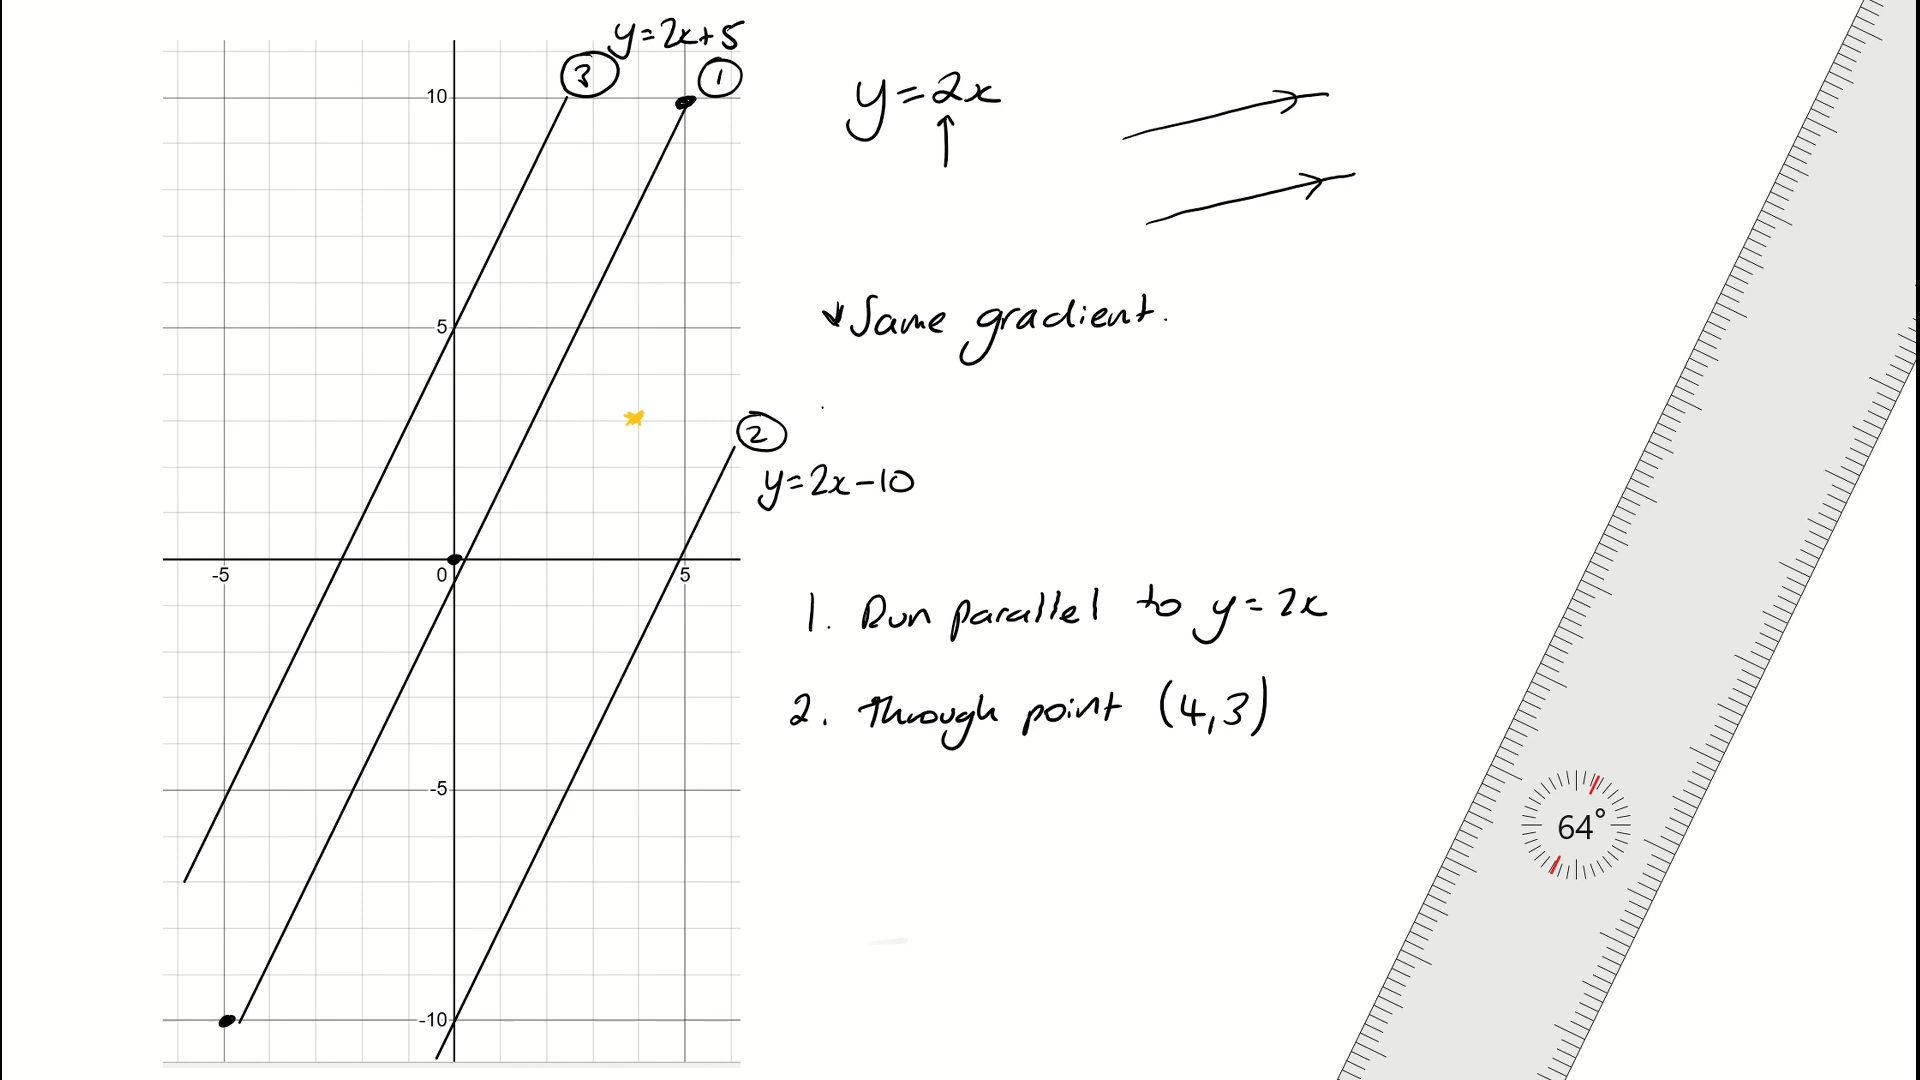 y=2x+5
3
1
10
y=2x
5
Same gradient.
2
y=2x-10
-5
0
5
1. Run parallel to y=2x
2. Through point (4,3)
-5
64°
-10